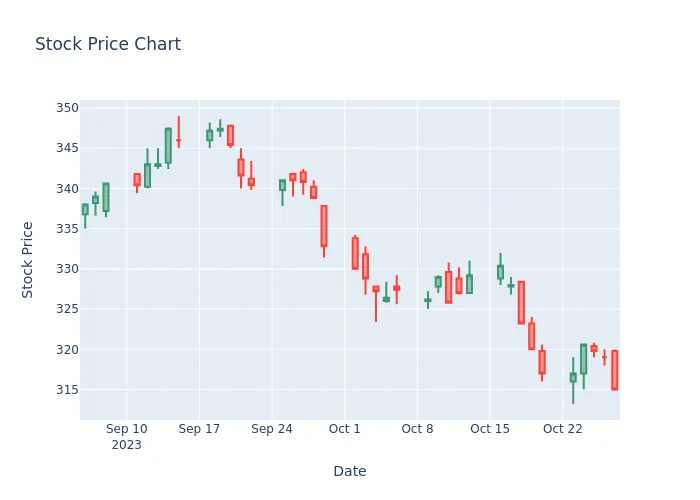 Stock Price Chart
350
345
340
335
330
325
320
315
Stock Price
Sep 10
2023
Sep 17
Sep 24
Oct 1
Oct 8
Oct 15
Oct 22
Date